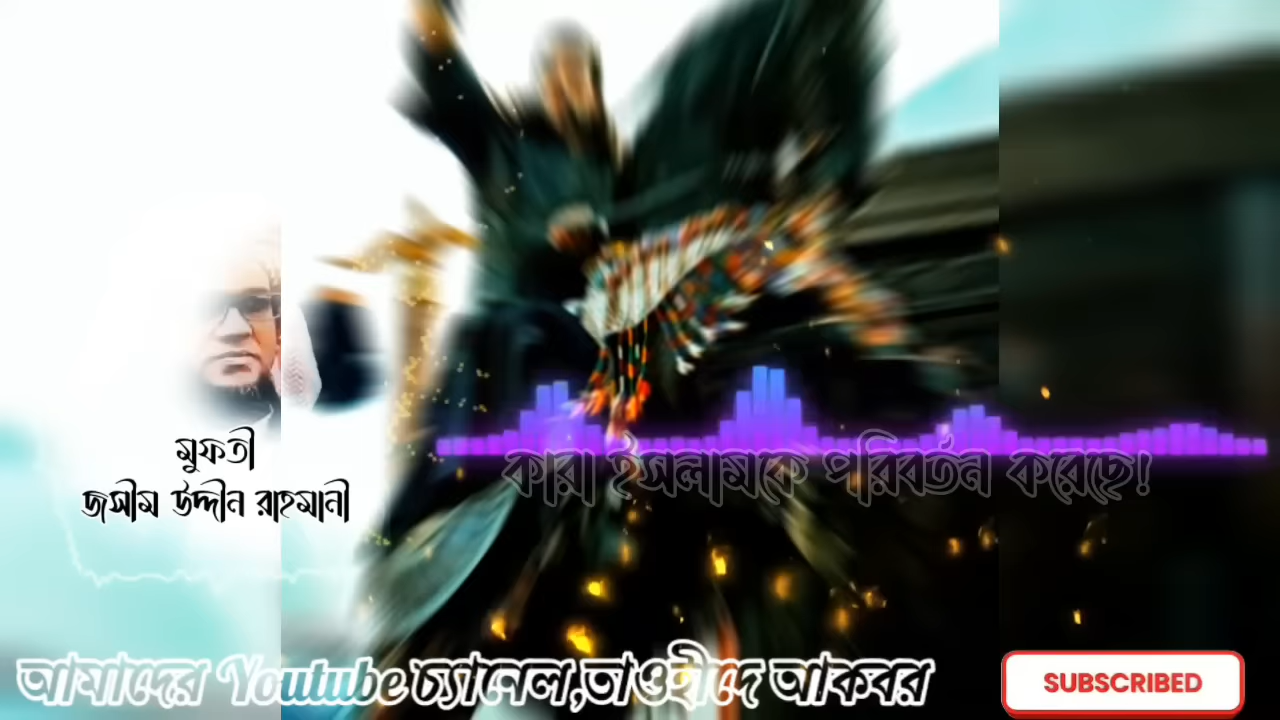 মুফতী
জসীম উদ্দীন রাহমানী
কারা ইসলামকে পরিবর্তন করেছে!
আমাদের Youtube চ্যানেল,তাওহীদে আকবর
SUBSCRIBED